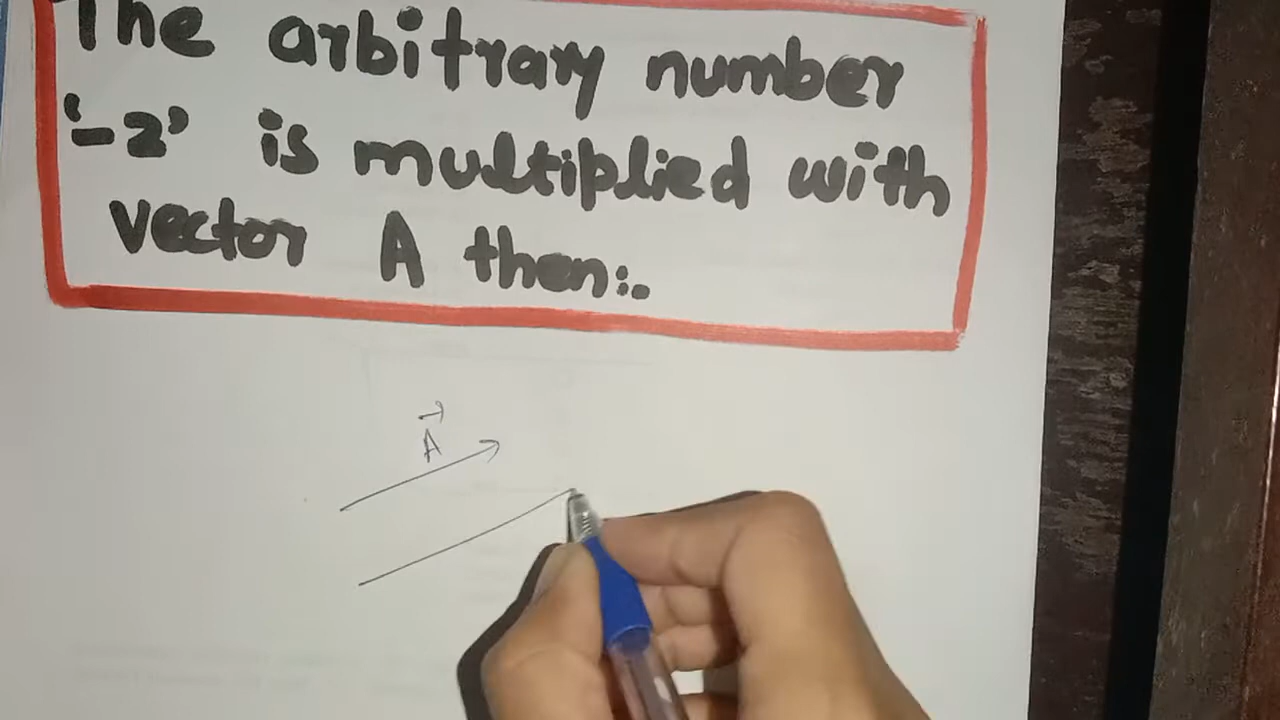 The arbitrary number
'-2' is multiplied with
vector A then:.
A